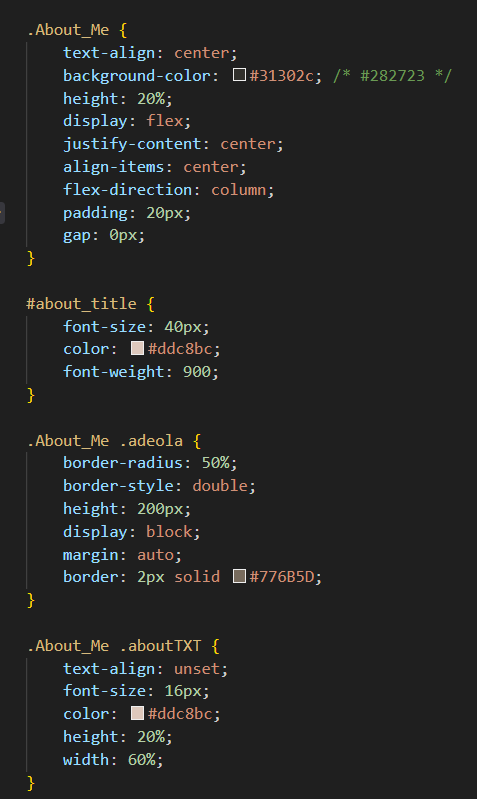 .About_Me {
    text-align: center;
    background-color: #31302c; /* #282723 */
    height: 20%;
    display: flex;
    justify-content: center;
    align-items: center;
    flex-direction: column;
    padding: 20px;
    gap: 0px;
}

#about_title {
    font-size: 40px;
    color: #ddc8bc;
    font-weight: 900;
}

.About_Me .adeola {
    border-radius: 50%;
    border-style: double;
    height: 200px;
    display: block;
    margin: auto;
    border: 2px solid #776B5D;
}

.About_Me .aboutTXT {
    text-align: unset;
    font-size: 16px;
    color: #ddc8bc;
    height: 20%;
    width: 60%;
}